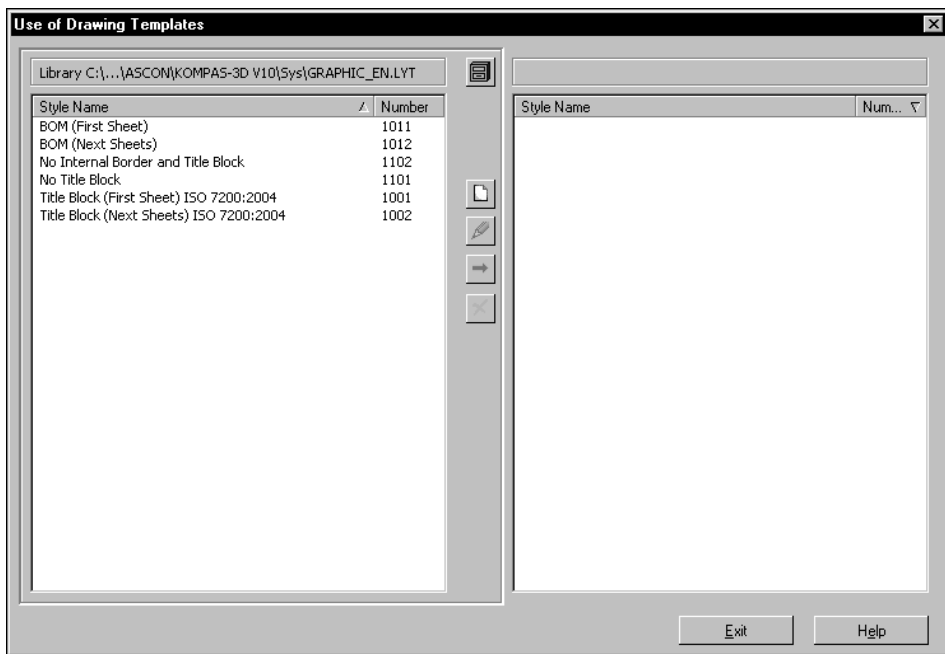 Use of Drawing Templates
Library C:\...\ASCON\KOMPAS-3D V10\Sys\GRAPHIC_EN.LYT
Style Name Number
BOM (First Sheet) 1011
BOM (Next Sheets) 1012
No Internal Border and Title Block 1102
No Title Block 1101
Title Block (First Sheet) ISO 7200:2004 1001
Title Block (Next Sheets) ISO 7200:2004 1002
Style Name Num...
Exit Help